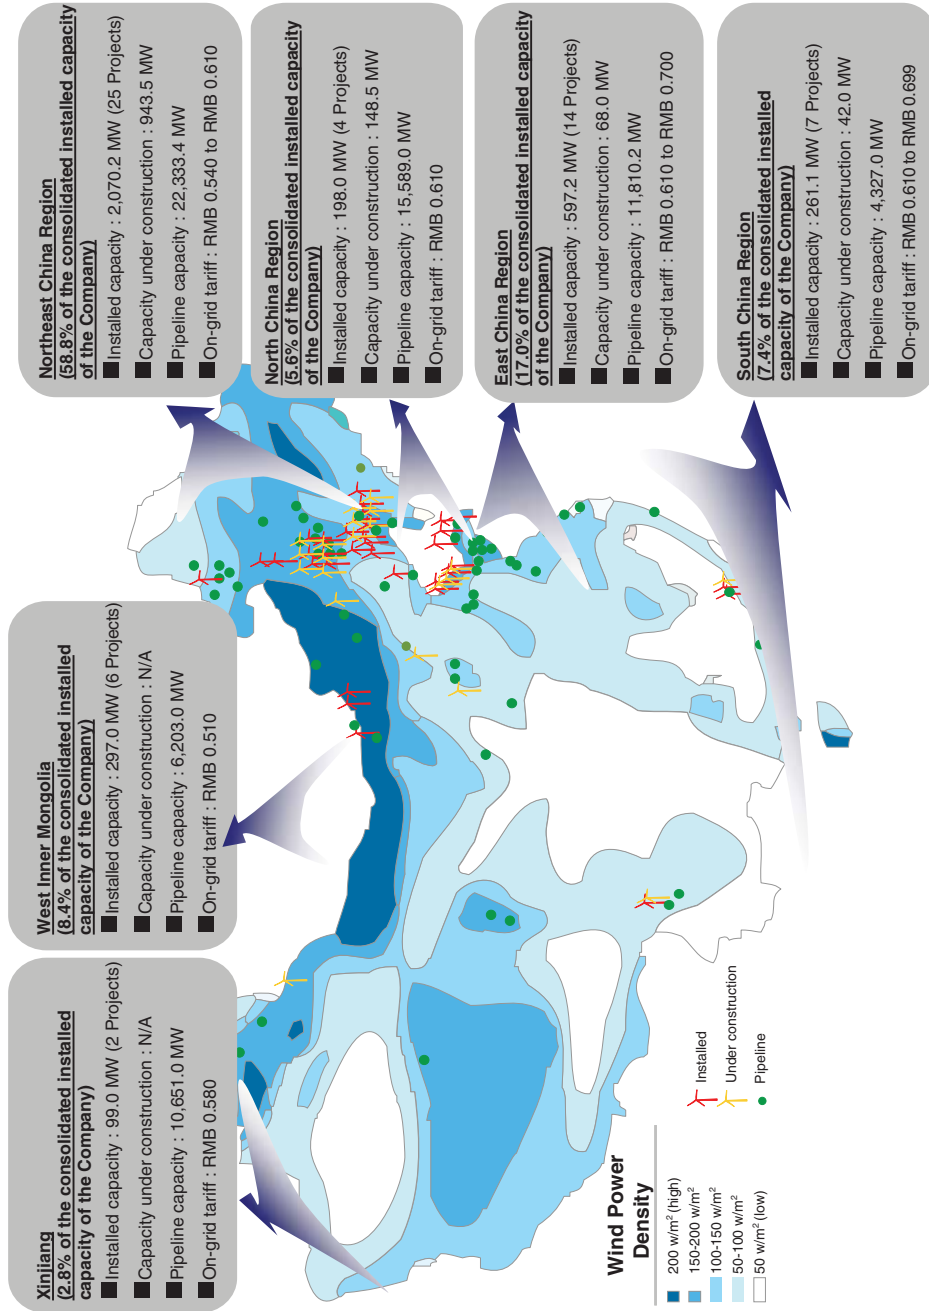 Xinjiang
(2.8% of the consolidated installed
capacity of the Company)
■ Installed capacity : 99.0 MW (2 Projects)
■ Capacity under construction : N/A
■ Pipeline capacity : 10,651.0 MW
■ On-grid tariff : RMB 0.580
West Inner Mongolia
(8.4% of the consolidated installed
capacity of the Company)
■ Installed capacity : 297.0 MW (6 Projects)
■ Capacity under construction : N/A
■ Pipeline capacity : 6,203.0 MW
■ On-grid tariff : RMB 0.510
Northeast China Region
(58.8% of the consolidated installed capacity
of the Company)
■ Installed capacity : 2,070.2 MW (25 Projects)
■ Capacity under construction : 943.5 MW
■ Pipeline capacity : 22,333.4 MW
■ On-grid tariff : RMB 0.540 to RMB 0.610
North China Region
(5.6% of the consolidated installed capacity
of the Company)
■ Installed capacity : 198.0 MW (4 Projects)
■ Capacity under construction : 148.5 MW
■ Pipeline capacity : 15,589.0 MW
■ On-grid tariff : RMB 0.610
East China Region
(17.0% of the consolidated installed capacity
of the Company)
■ Installed capacity : 597.2 MW (14 Projects)
■ Capacity under construction : 68.0 MW
■ Pipeline capacity : 11,810.2 MW
■ On-grid tariff : RMB 0.610 to RMB 0.700
South China Region
(7.4% of the consolidated installed
capacity of the Company)
■ Installed capacity : 261.1 MW (7 Projects)
■ Capacity under construction : 42.0 MW
■ Pipeline capacity : 4,327.0 MW
■ On-grid tariff : RMB 0.610 to RMB 0.699
Wind Power
Density
200 w/m² (high)
150-200 w/m²
100-150 w/m²
50-100 w/m²
50 w/m² (low)
Installed
Under construction
Pipeline